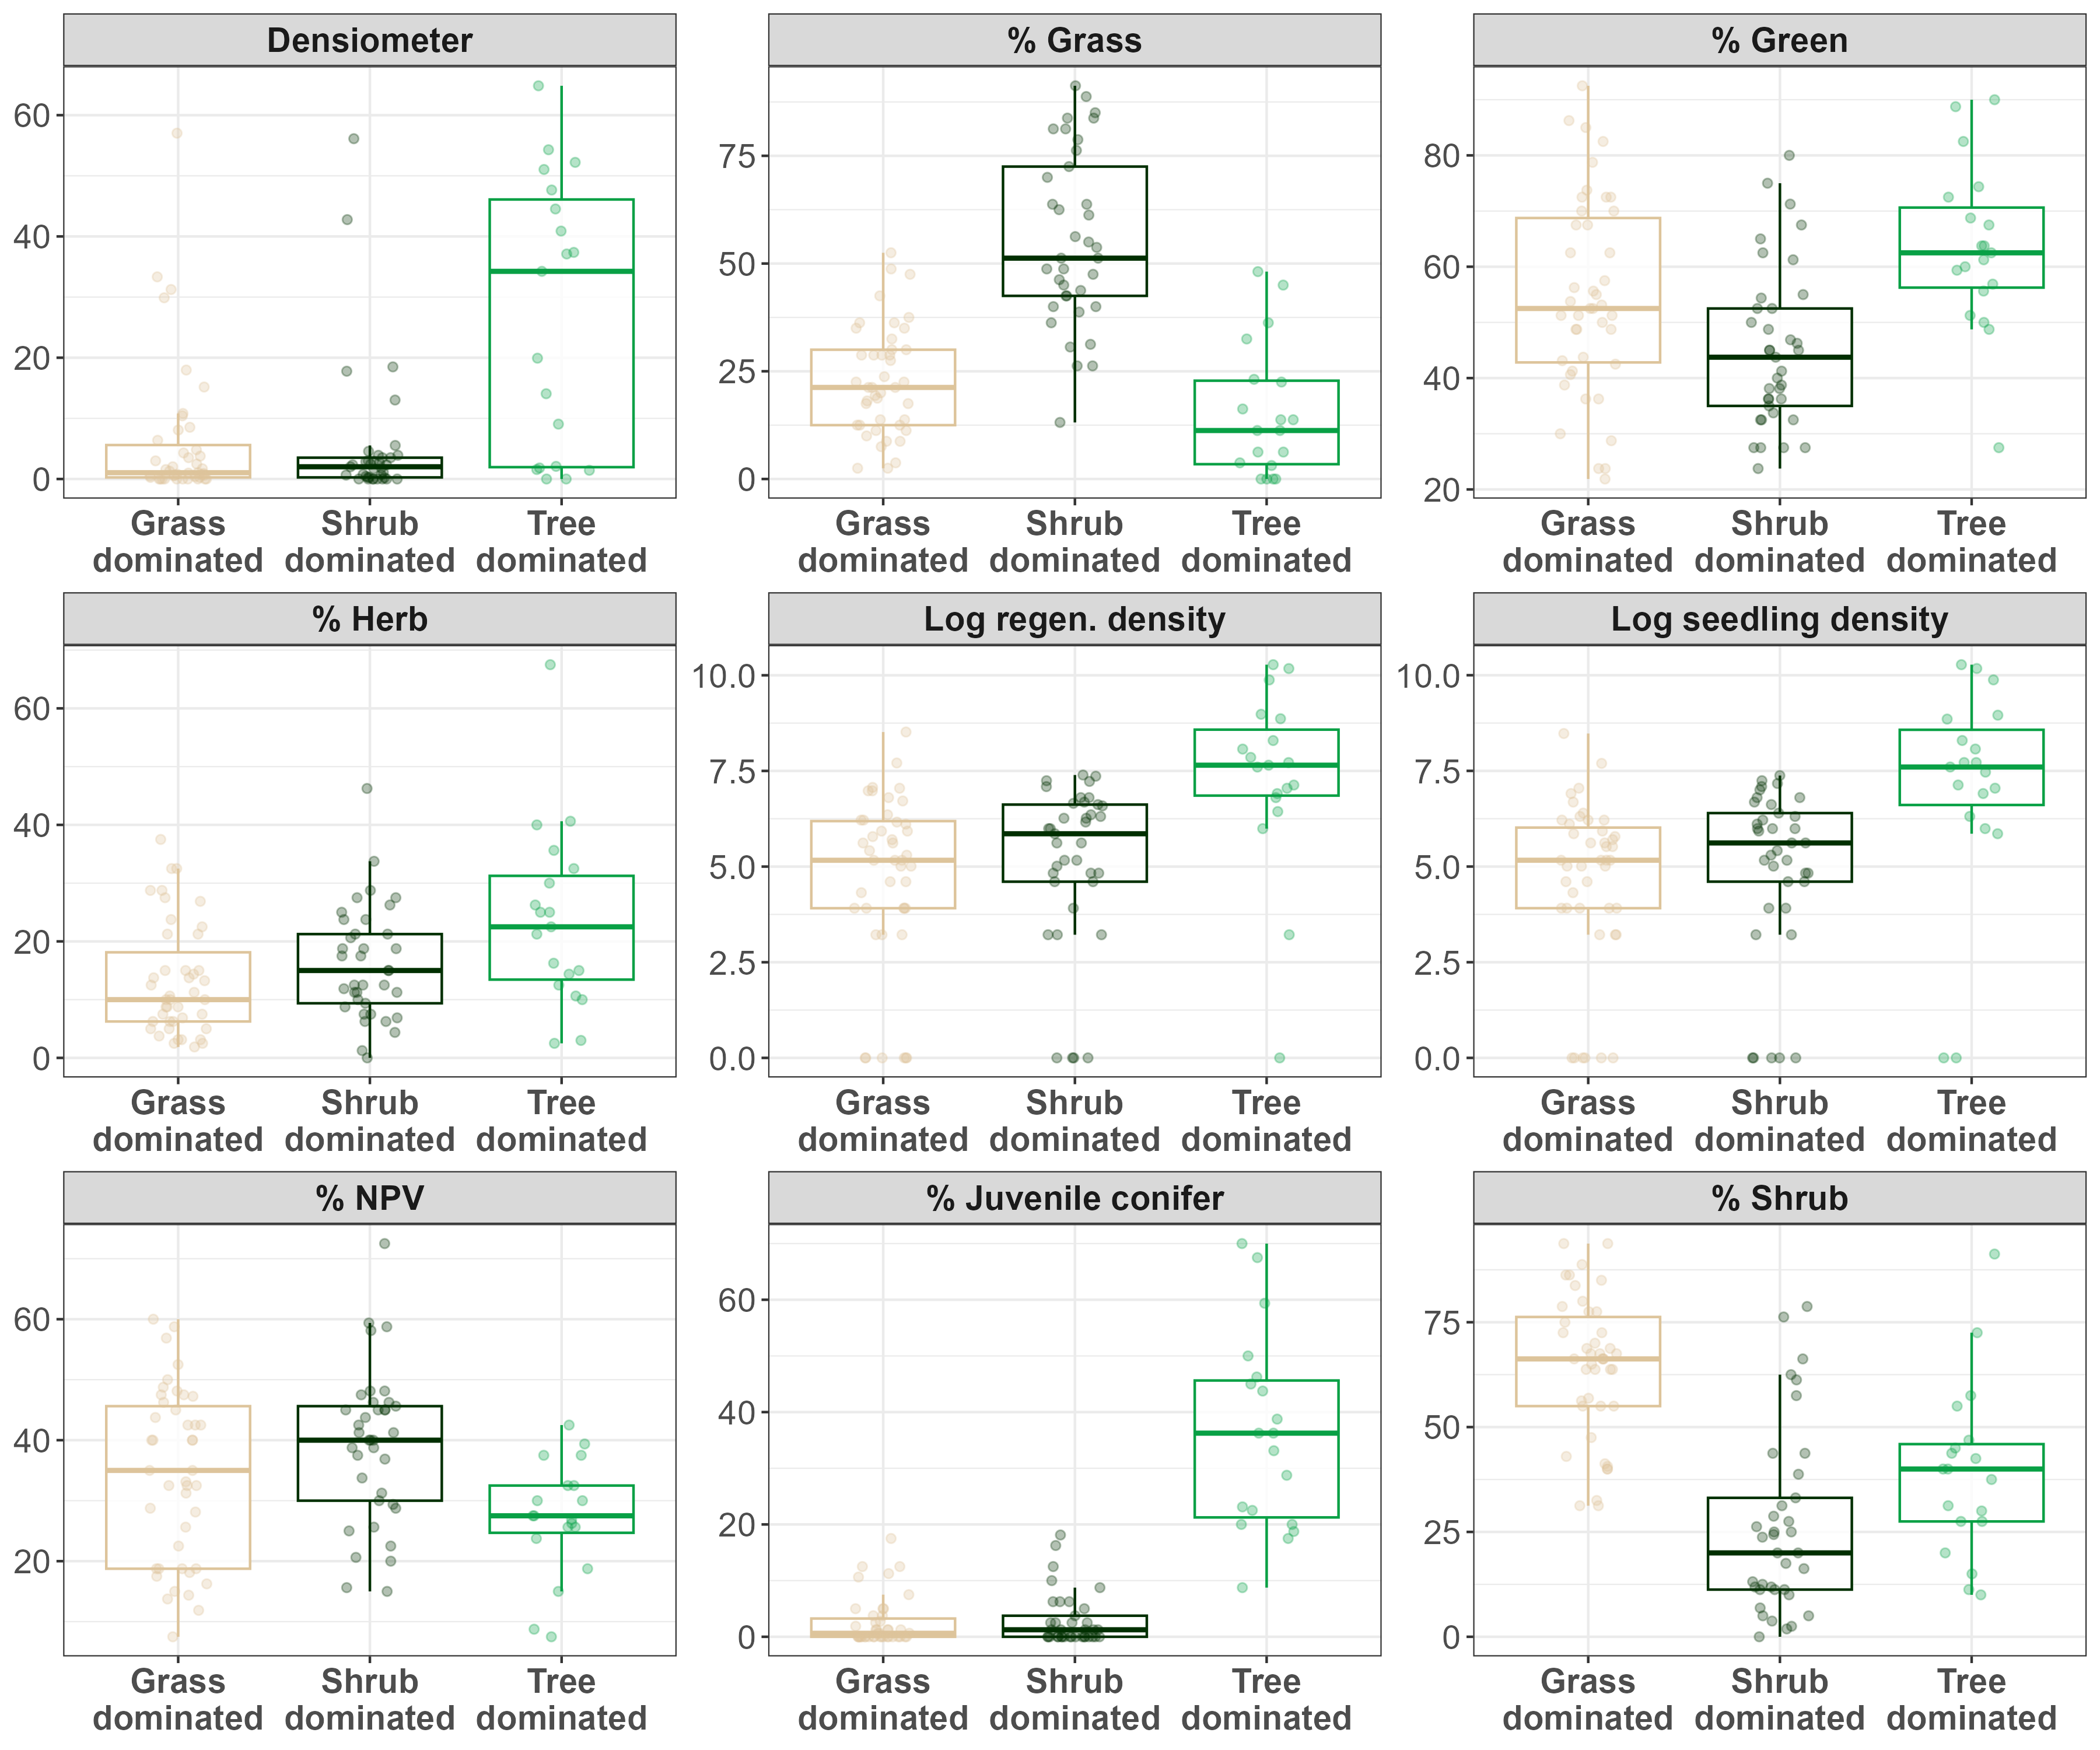 Densiometer
% Grass
% Green
60
40
20
0
75
50
25
0
80
60
40
20
Grass dominated
Shrub dominated
Tree dominated
Grass dominated
Shrub dominated
Tree dominated
Grass dominated
Shrub dominated
Tree dominated
% Herb
Log regen. density
Log seedling density
60
40
20
0
10.0
7.5
5.0
2.5
0.0
10.0
7.5
5.0
2.5
0.0
Grass dominated
Shrub dominated
Tree dominated
Grass dominated
Shrub dominated
Tree dominated
Grass dominated
Shrub dominated
Tree dominated
% NPV
% Juvenile conifer
% Shrub
60
40
20
60
40
20
0
75
50
25
0
Grass dominated
Shrub dominated
Tree dominated
Grass dominated
Shrub dominated
Tree dominated
Grass dominated
Shrub dominated
Tree dominated